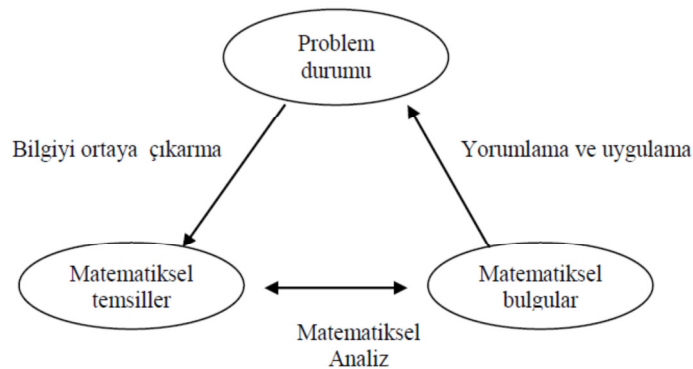 Problem
durumu
Bilgiyi ortaya çıkarma
Yorumlama ve uygulama
Matematiksel
temsiller
Matematiksel
bulgular
Matematiksel
Analiz